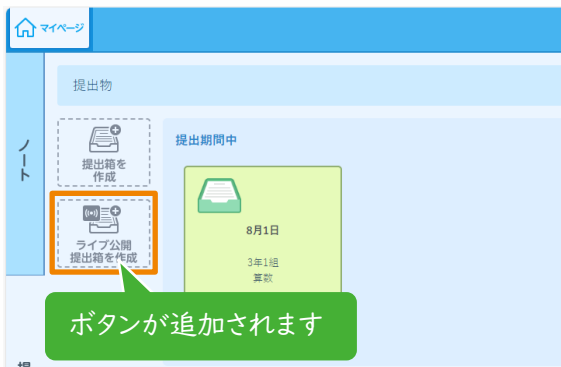 マイページ
提出物
ノート
提出箱を
作成
提出期間中
8月1日
3年1組
算数
ライブ公開
提出箱を作成
ボタンが追加されます